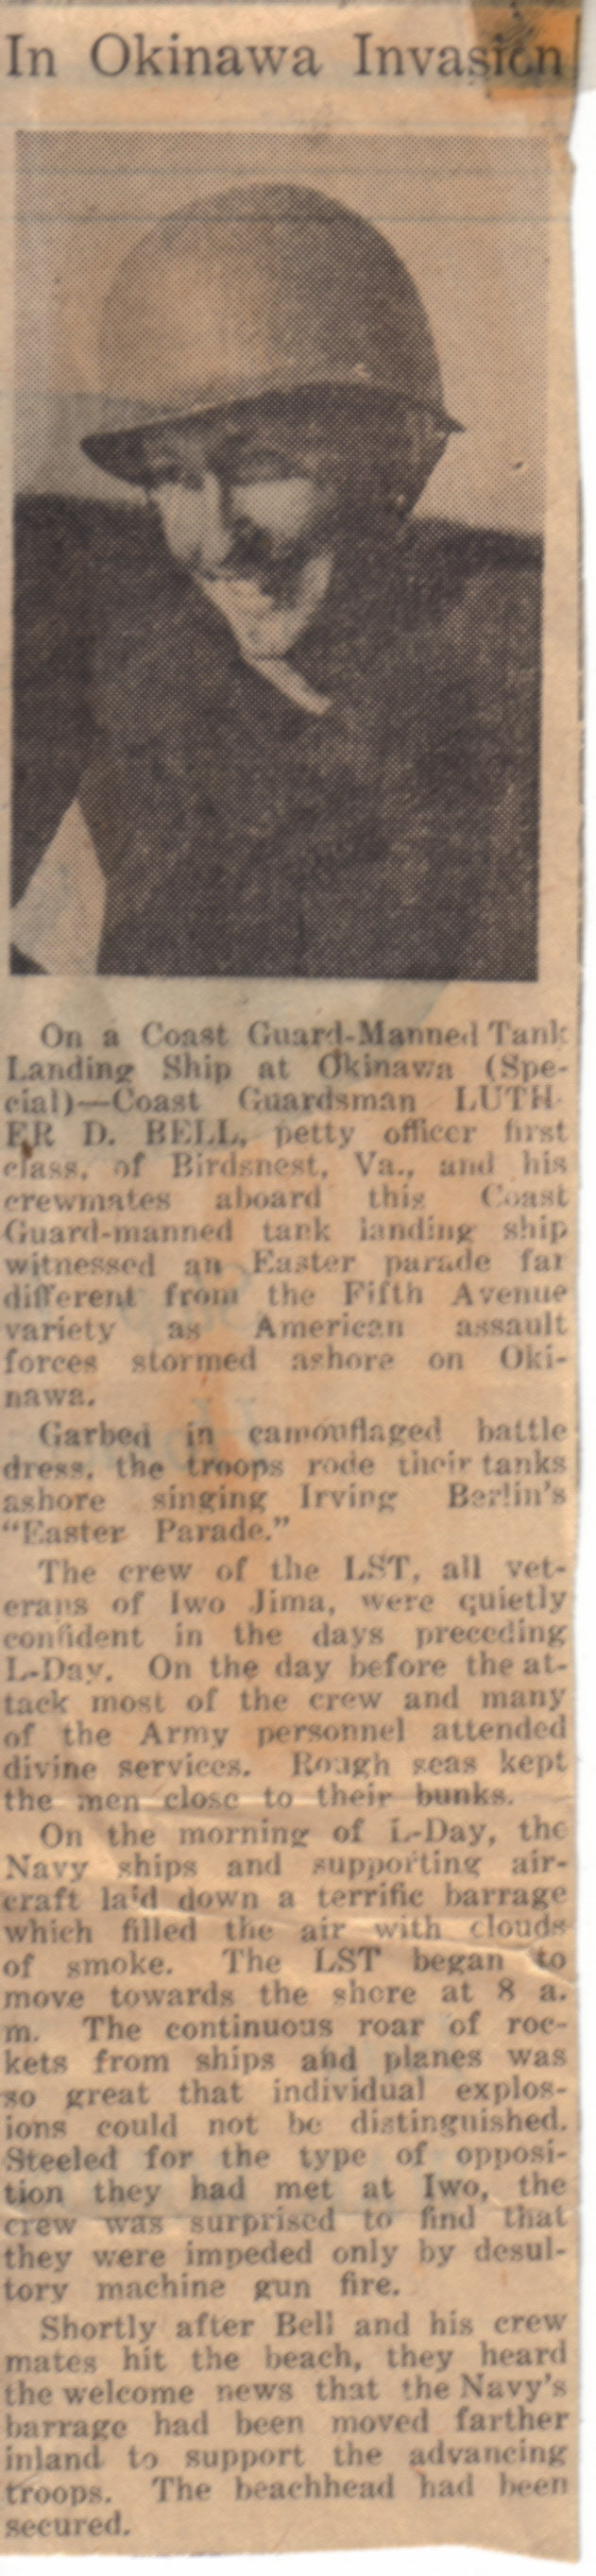 In Okinawa Invasion
On a Coast Guard-Manned Tank
Landing Ship at Okinawa (Spe-
cial)—Coast Guardsman LUTH-
ER D. BELL, petty officer first
class, of Birdsnest, Va., and his
crewmates aboard this Coast
Guard-manned tank landing ship
witnessed an Easter parade far
different from the Fifth Avenue
variety as American assault
forces stormed ashore on Oki-
nawa.
Garbed in camouflaged battle
dress, the troops rode their tanks
ashore singing Irving Berlin's
"Easter Parade."
The crew of the LST, all vet-
erans of Iwo Jima, were quietly
confident in the days preceding
L-Day. On the day before the at-
tack most of the crew and many
of the Army personnel attended
divine services. Rough seas kept
the men close to their bunks.
On the morning of L-Day, the
Navy ships and supporting air-
craft laid down a terrific barrage
which filled the air with clouds
of smoke. The LST began to
move towards the shore at 8 a.
m. The continuous roar of roc-
kets from ships and planes was
so great that individual explos-
ions could not be distinguished.
Steeled for the type of opposi-
tion they had met at Iwo, the
crew was surprised to find that
they were impeded only by desul-
tory machine gun fire.
Shortly after Bell and his crew
mates hit the beach, they heard
the welcome news that the Navy's
barrage had been moved farther
inland to support the advancing
troops. The beachhead had been
secured.